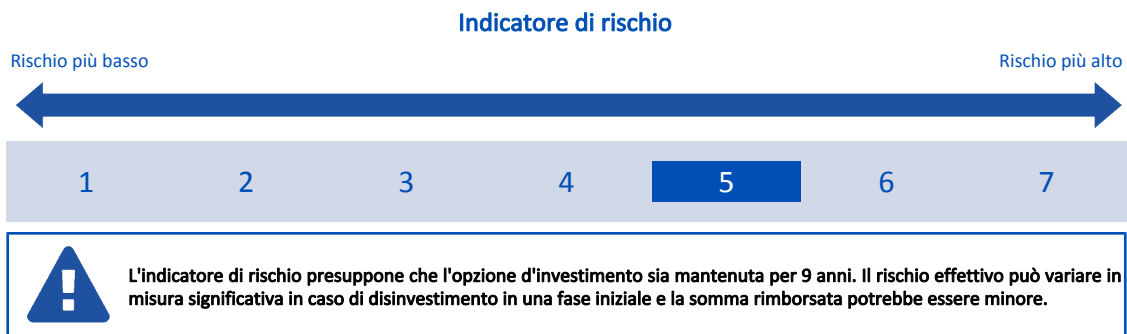 Indicatore di rischio
Rischio più basso Rischio più alto
1 2 3 4 5 6 7
L'indicatore di rischio presuppone che l'opzione d'investimento sia mantenuta per 9 anni. Il rischio effettivo può variare in
misura significativa in caso di disinvestimento in una fase iniziale e la somma rimborsata potrebbe essere minore.